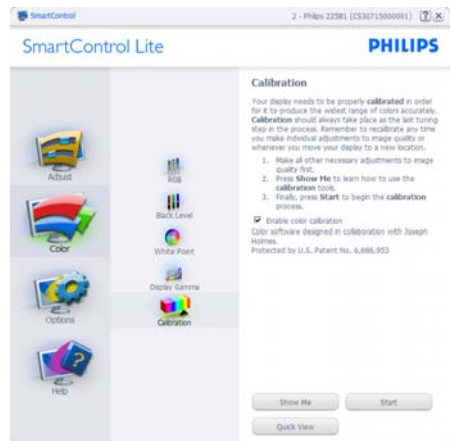 SmartControl
2 - Philips 225B1 (CS30715000001)
SmartControl Lite
PHILIPS
Adjust
Color
Options
Help
RGB
Black Level
White Point
Display Gamma
Calibration
Calibration
Your display needs to be properly calibrated in order
for it to produce the widest range of colors accurately.
Calibration should always take place as the last tuning
step in the process. Remember to recalibrate any time
you make individual adjustments to image quality or
whenever you move your display to a new location.
1. Make all other necessary adjustments to image
quality first.
2. Press Show Me to learn how to use the
calibration tools.
3. Finally, press Start to begin the calibration
process.
Enable color calibration
Color software designed in collaboration with Joseph
Holmes.
Protected by U.S. Patent No. 6,686,953
Show Me
Start
Quick View